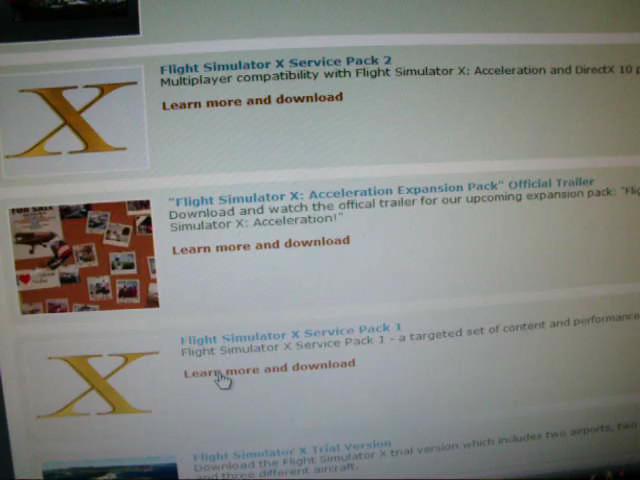 Flight Simulator X Service Pack 2
Multiplayer compatibility with Flight Simulator X: Acceleration and DirectX 10
Learn more and download
X
"Flight Simulator X: Acceleration Expansion Pack" Official Trailer
Download and watch the offical trailer for our upcoming expansion pack: "Flig
Simulator X: Acceleration!"
Learn more and download
FOR SALE
Flight Simulator X Service Pack 1
Flight Simulator X Service Pack 1 - a targeted set of content and performance
Learn more and download
X
Flight Simulator X Trial Version
Download the Flight Simulator X trial version which includes two airports, two
and three different aircraft.